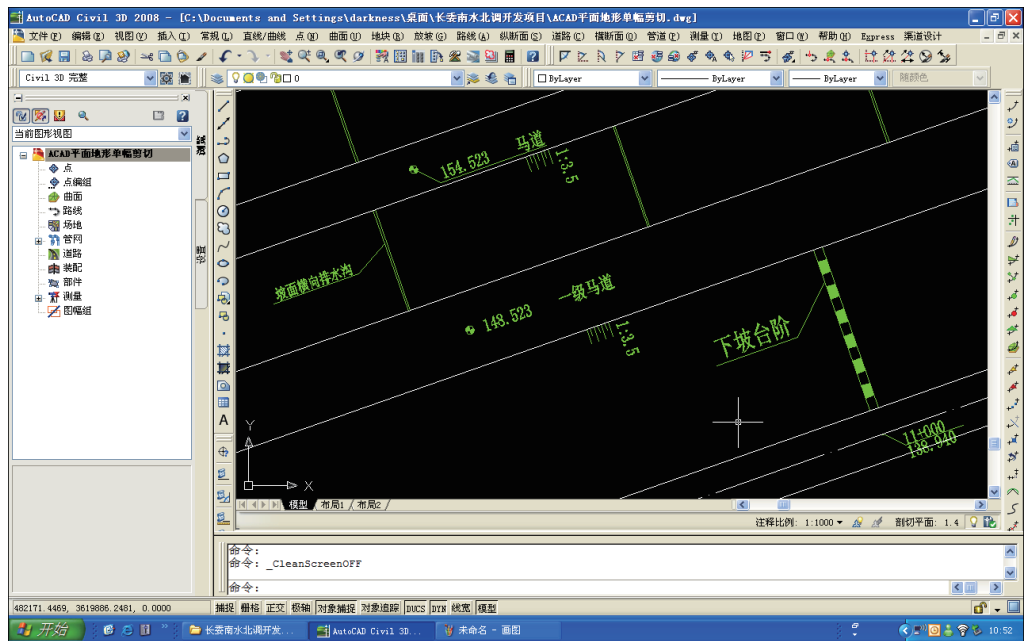 AutoCAD Civil 3D 2008 - [C:\Documents and Settings\darkness\桌面\长委南水北调开发项目\ACAD平面地形单幅剪切.dwg]
文件(F) 编辑(E) 视图(V) 插入(I) 常规(L) 直线/曲线 点(N) 曲面(U) 地块(R) 放坡(G) 路线(A) 纵断面(S) 道路(C) 横断面(O) 管道(P) 测量(I) 地图(P) 窗口(W) 帮助(H) Express 渠道设计
Civil 3D 完整
0
ByLayer
ByLayer
ByLayer
随颜色
当前图形视图
ACAD平面地形单幅剪切
点
点编组
曲面
路线
场地
管网
道路
装配
部件
测量
图幅组
设置
154.523
马道
1:3.5
坡面横向排水沟
一级马道
148.523
1:3.5
下坡台阶
11+000
138.940
Y
X
模型 布局1 布局2
注释比例: 1:1000 剖切平面: 1.4
命令:
命令: _CleanScreenOFF
命令:
482171.4469, 3619886.2481, 0.0000
捕捉 栅格 正交 极轴 对象捕捉 对象追踪 DUCS DYN 线宽 模型
开始
长委南水北调开发...
AutoCAD Civil 3D...
未命名 - 画图
10:52